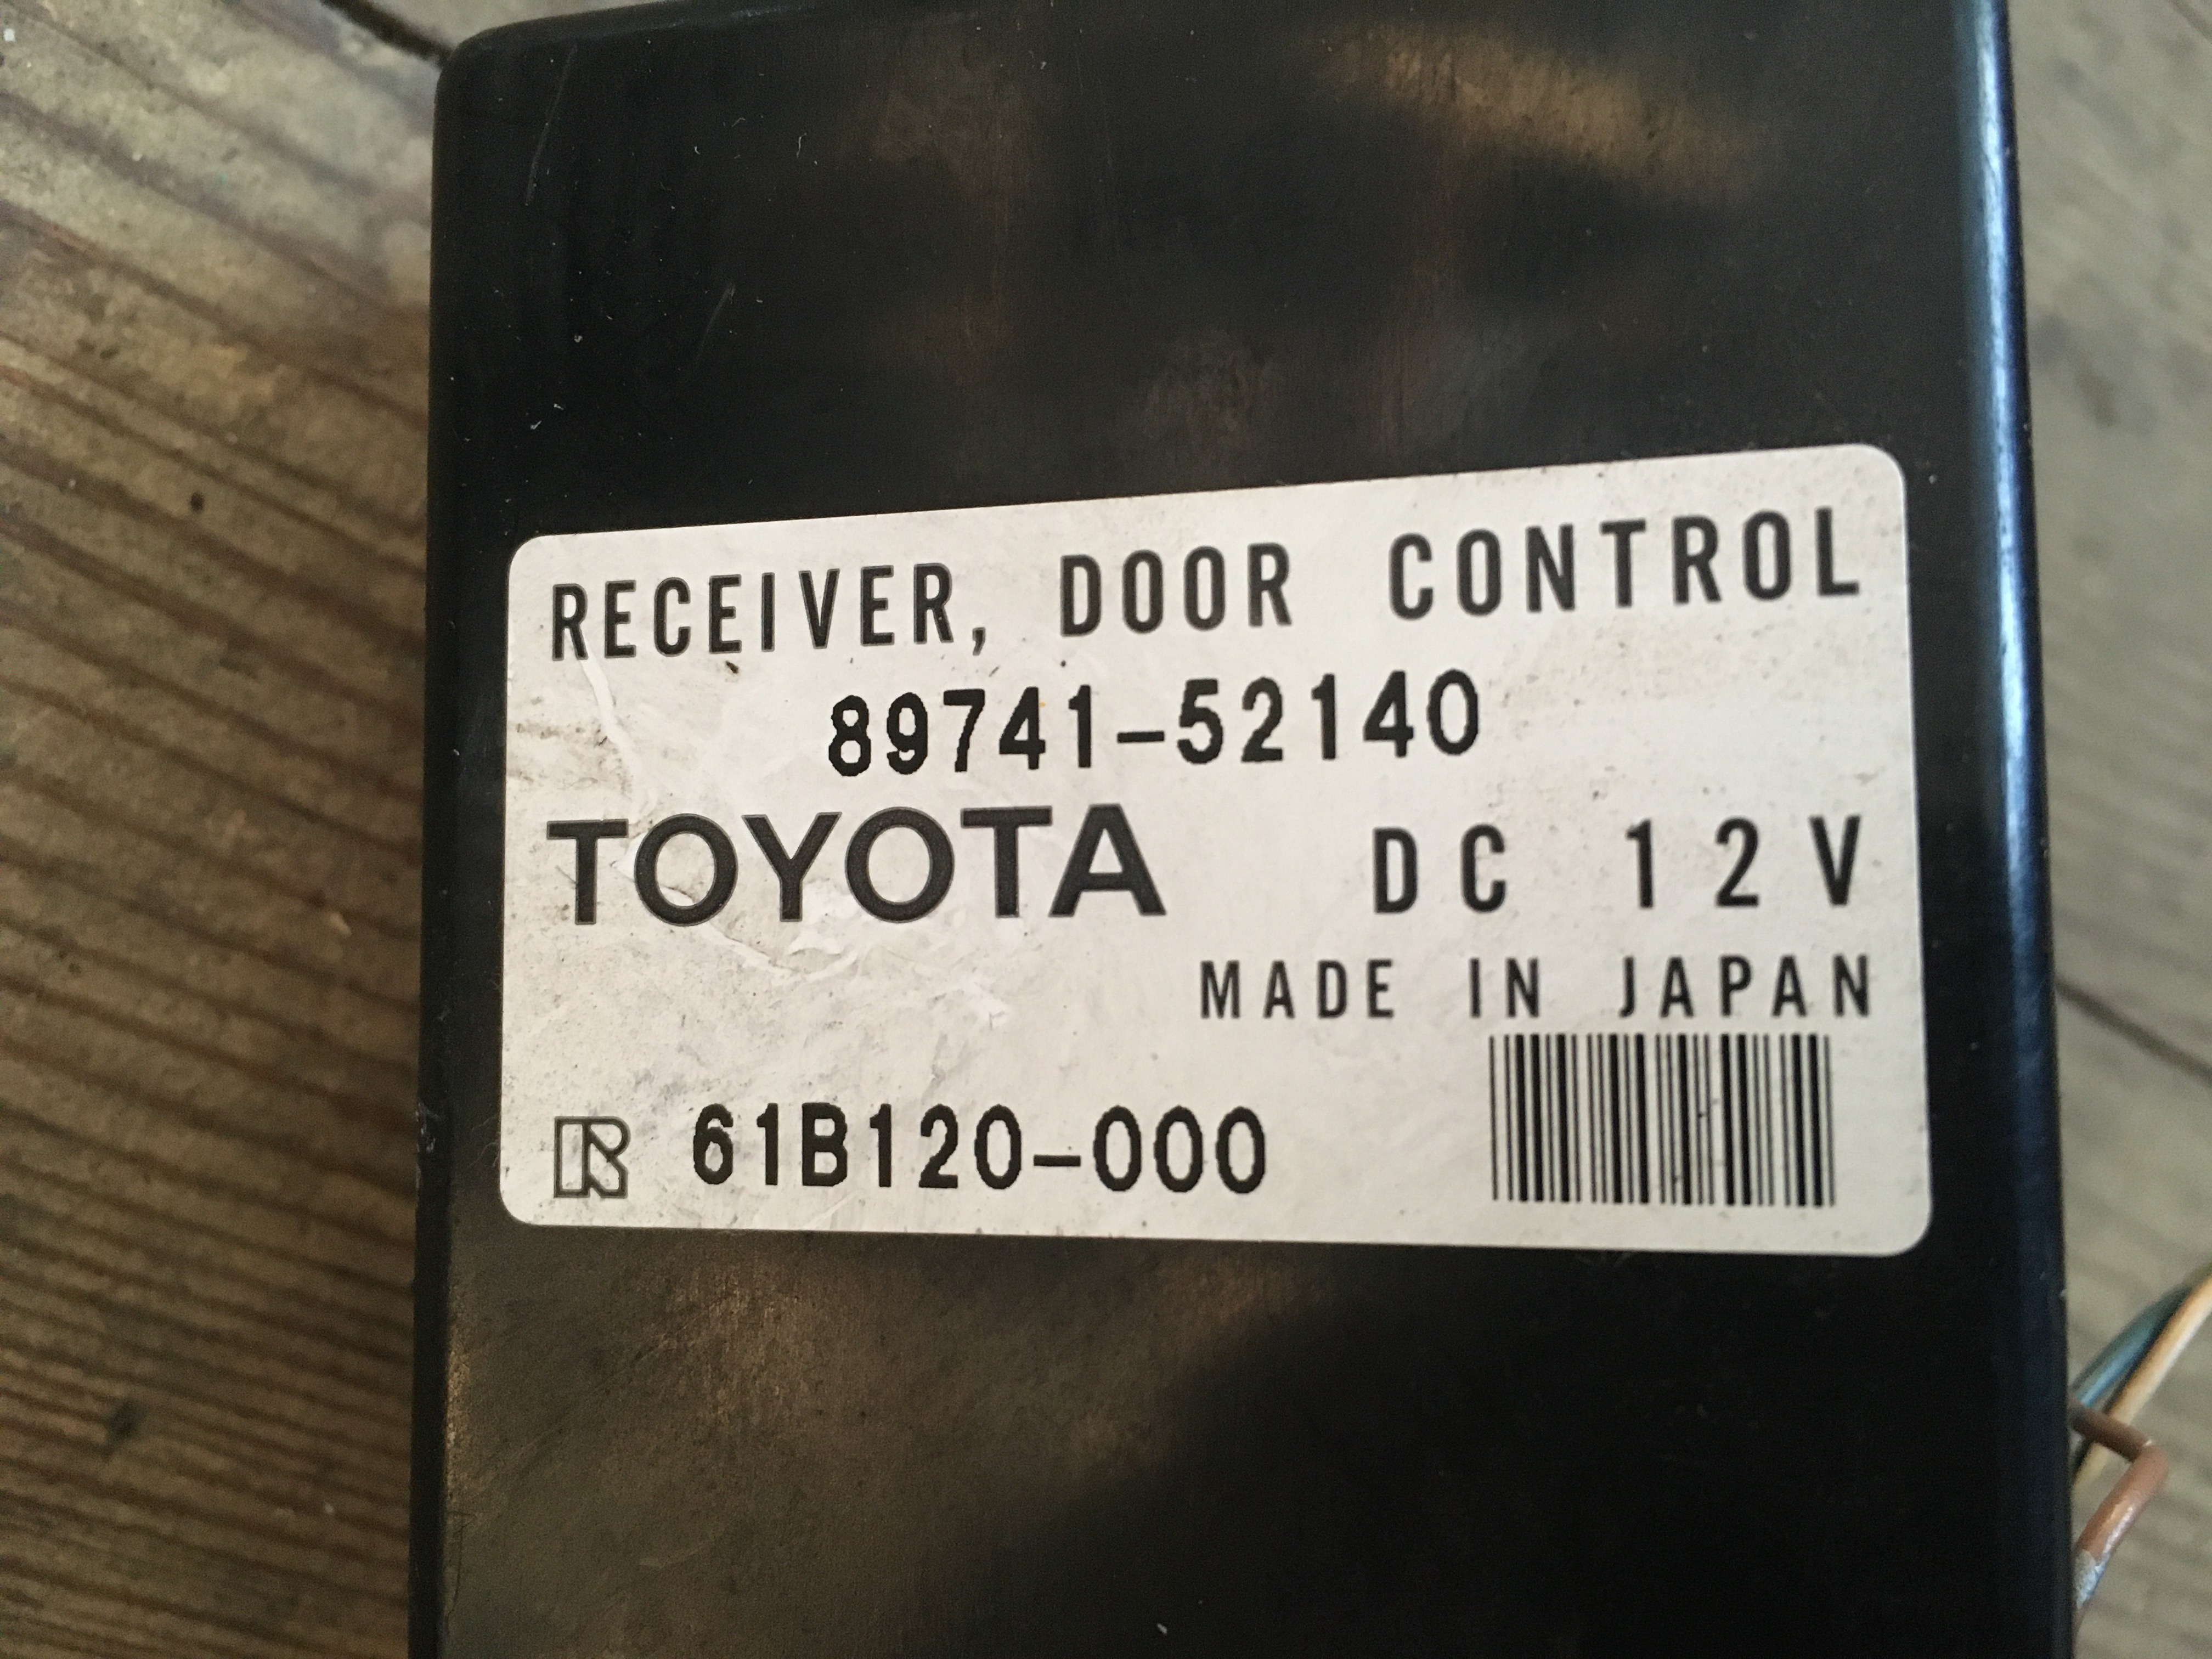 RECEIVER, DOOR CONTROL
89741-52140
TOYOTA DC 12V
MADE IN JAPAN
R 61B120-000